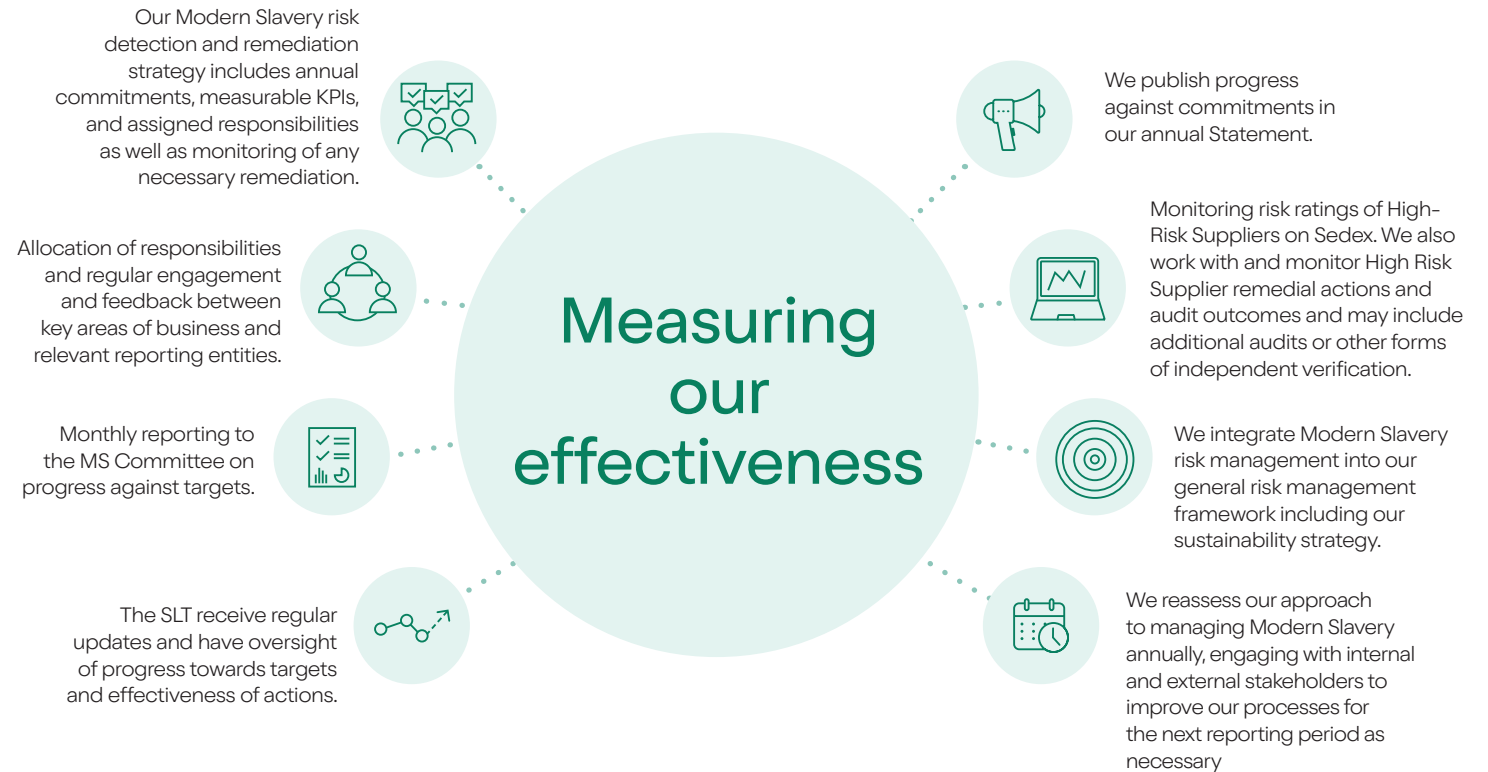 Our Modern Slavery risk
detection and remediation
strategy includes annual
commitments, measurable KPIs,
and assigned responsibilities
as well as monitoring of any
necessary remediation.
Allocation of responsibilities
and regular engagement
and feedback between
key areas of business and
relevant reporting entities.
Monthly reporting to
the MS Committee on
progress against targets.
The SLT receive regular
updates and have oversight
of progress towards targets
and effectiveness of actions.
Measuring
our
effectiveness
We publish progress
against commitments in
our annual Statement.
Monitoring risk ratings of High-
Risk Suppliers on Sedex. We also
work with and monitor High Risk
Supplier remedial actions and
audit outcomes and may include
additional audits or other forms
of independent verification.
We integrate Modern Slavery
risk management into our
general risk management
framework including our
sustainability strategy.
We reassess our approach
to managing Modern Slavery
annually, engaging with internal
and external stakeholders to
improve our processes for
the next reporting period as
necessary